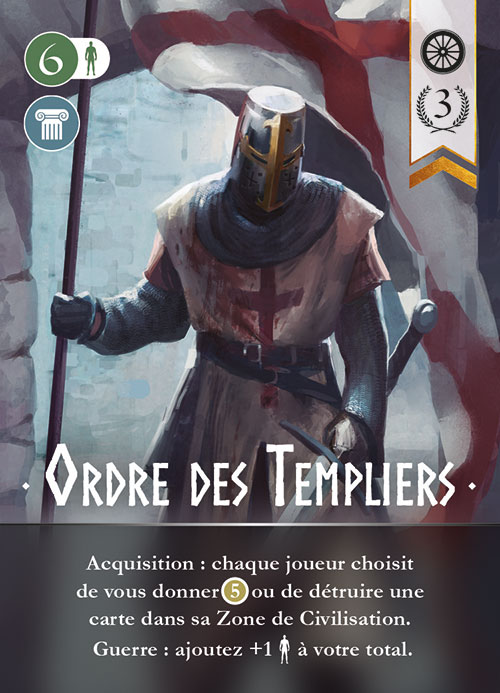 6
3
· ORDRE DES TEMPLIERS ·
Acquisition : chaque joueur choisit
de vous donner 5 ou de détruire une
carte dans sa Zone de Civilisation.
Guerre : ajoutez +1 à votre total.